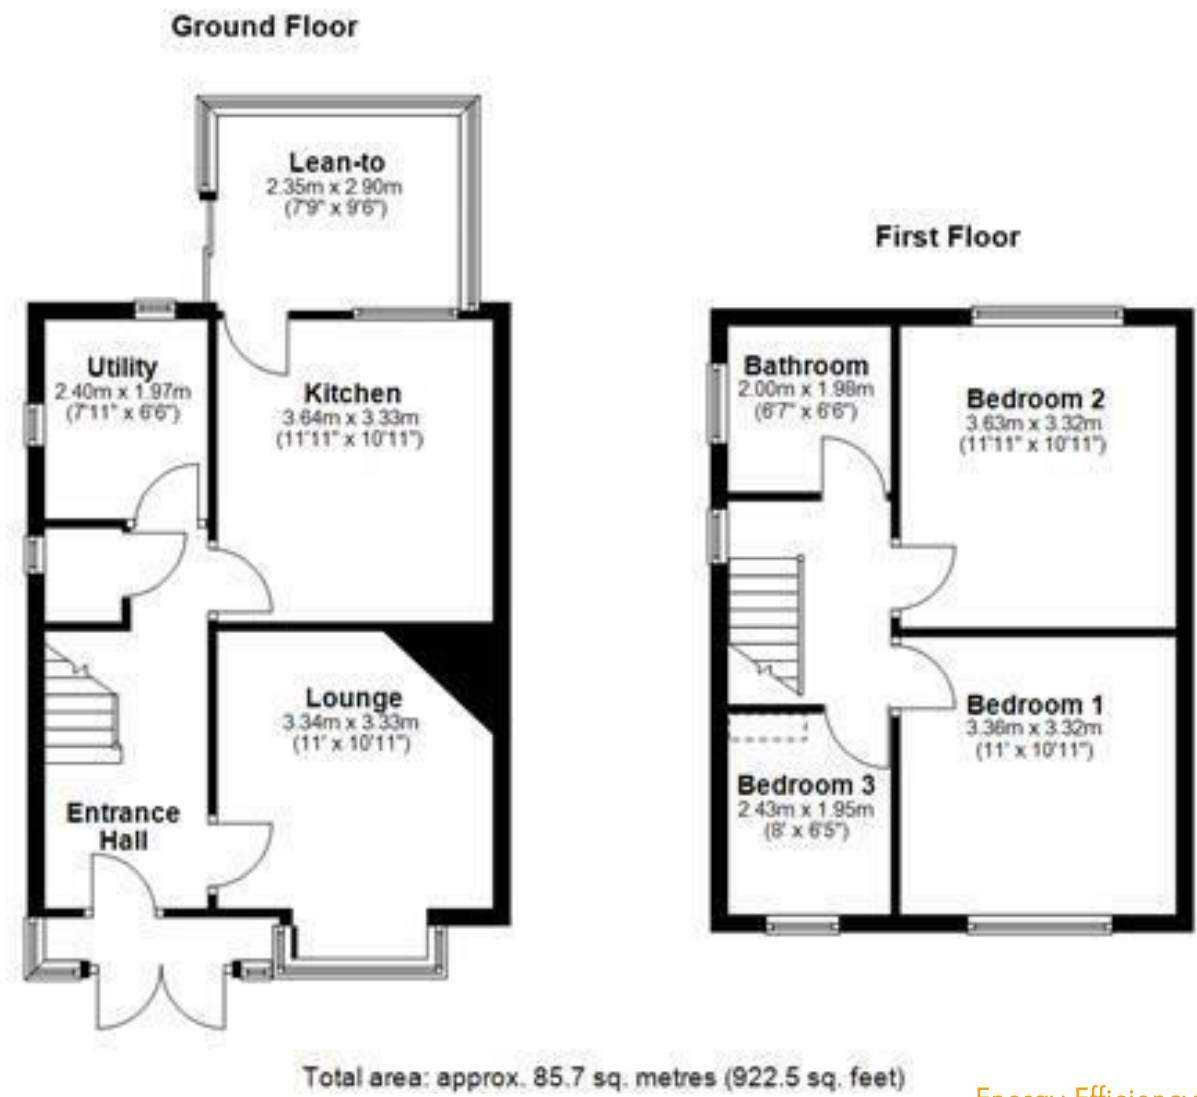 Ground Floor
Lean-to
2.35m x 2.90m
(7'9" x 9'6")
Utility
2.40m x 1.97m
(7'11" x 6'6")
Kitchen
3.64m x 3.33m
(11'11" x 10'11")
Lounge
3.34m x 3.33m
(11' x 10'11")
Entrance
Hall
First Floor
Bathroom
2.00m x 1.98m
(6'7" x 6'6")
Bedroom 2
3.63m x 3.32m
(11'11" x 10'11")
Bedroom 1
3.36m x 3.32m
(11' x 10'11")
Bedroom 3
2.43m x 1.95m
(8' x 6'5")
Total area: approx. 85.7 sq. metres (922.5 sq. feet)
Energy Efficiency